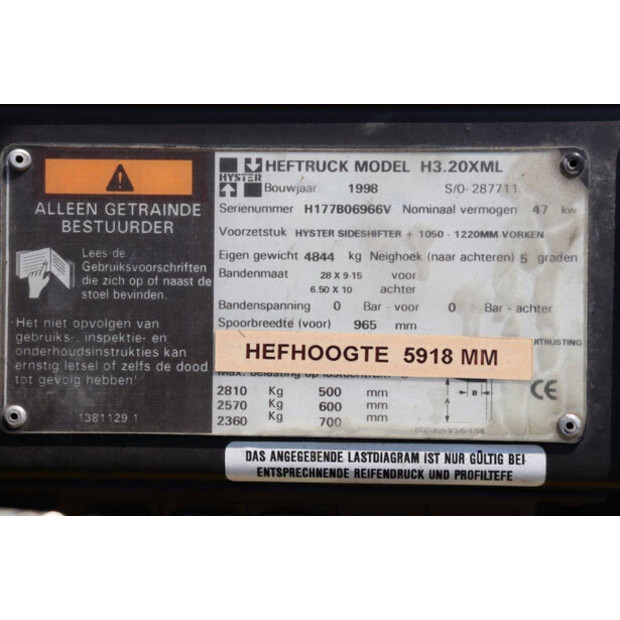 ALLEEN GETRAINDE
BESTUURDER
Lees de
Gebruiksvoorschriften
die zich op of naast de
stoel bevinden.
Het niet opvolgen van
gebruiks-, inspektie- en
onderhoudsinstrukties kan
ernstig letsel of zelfs de dood
tot gevolg hebben!
1381129 1
HYSTER
HEFTRUCK MODEL H3.20XML
Bouwjaar 1998 S/O-287711
Serienummer H177B06966V Nominaal vermogen 47 kw
Voorzetstuk HYSTER SIDESHIFTER + 1050 - 1220MM VORKEN
Eigen gewicht 4844 kg Neighoek (naar achteren) 5 graden
Bandenmaat 28 X 9-15 voor
6.50 X 10 achter
Bandenspanning 0 Bar - voor 0 Bar - achter
Spoorbreedte (voor) 965 mm
HEFHOOGTE 5918 MM
Max. belasting op lastcentrum
2810 Kg 500 mm
2570 Kg 600 mm
2360 Kg 700 mm
B
CE
DAS ANGEGEBENDE LASTDIAGRAM IST NUR GÜLTIG BEI
ENTSPRECHNENDE REIFENDRUCK UND PROFILTEFE